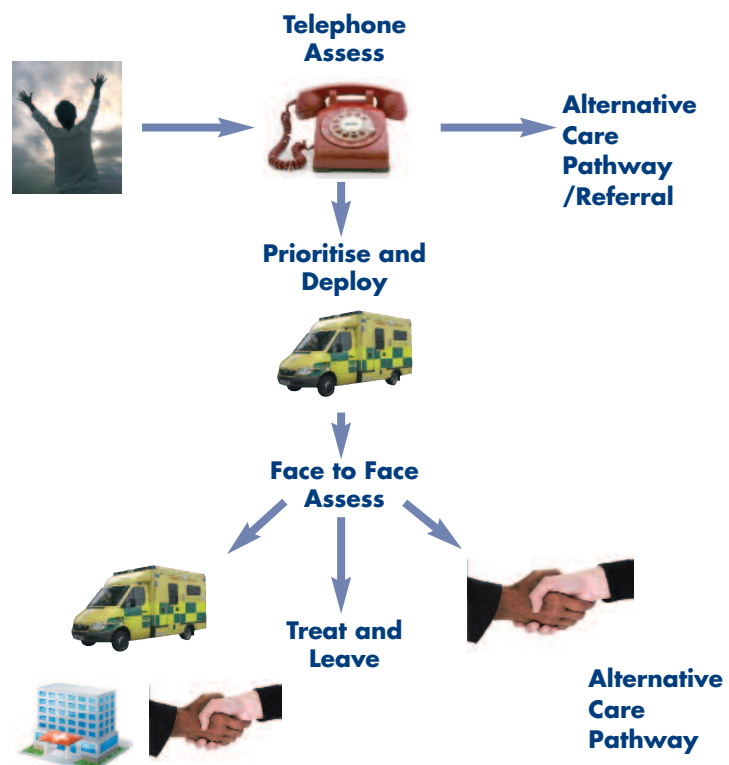 Telephone
Assess
Alternative
Care
Pathway
/Referral
Prioritise and
Deploy
Face to Face
Assess
Treat and
Leave
Alternative
Care
Pathway